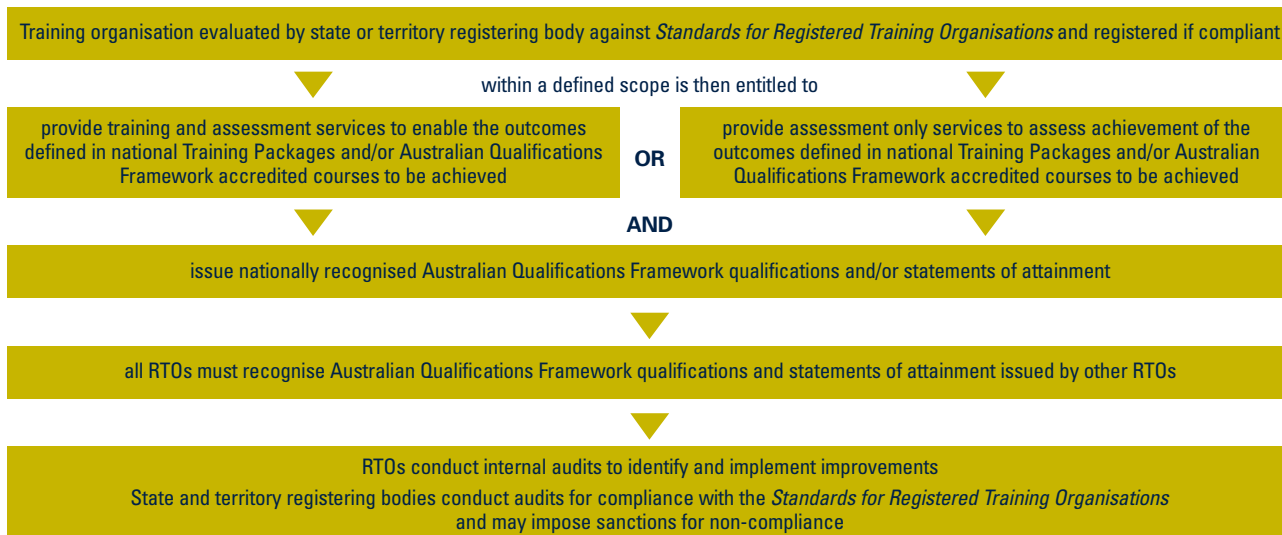 Training organisation evaluated by state or territory registering body against Standards for Registered Training Organisations and registered if compliant
within a defined scope is then entitled to
provide training and assessment services to enable the outcomes
defined in national Training Packages and/or Australian Qualifications
Framework accredited courses to be achieved
OR
provide assessment only services to assess achievement of the
outcomes defined in national Training Packages and/or Australian
Qualifications Framework accredited courses to be achieved
AND
issue nationally recognised Australian Qualifications Framework qualifications and/or statements of attainment
all RTOs must recognise Australian Qualifications Framework qualifications and statements of attainment issued by other RTOs
RTOs conduct internal audits to identify and implement improvements
State and territory registering bodies conduct audits for compliance with the Standards for Registered Training Organisations
and may impose sanctions for non-compliance